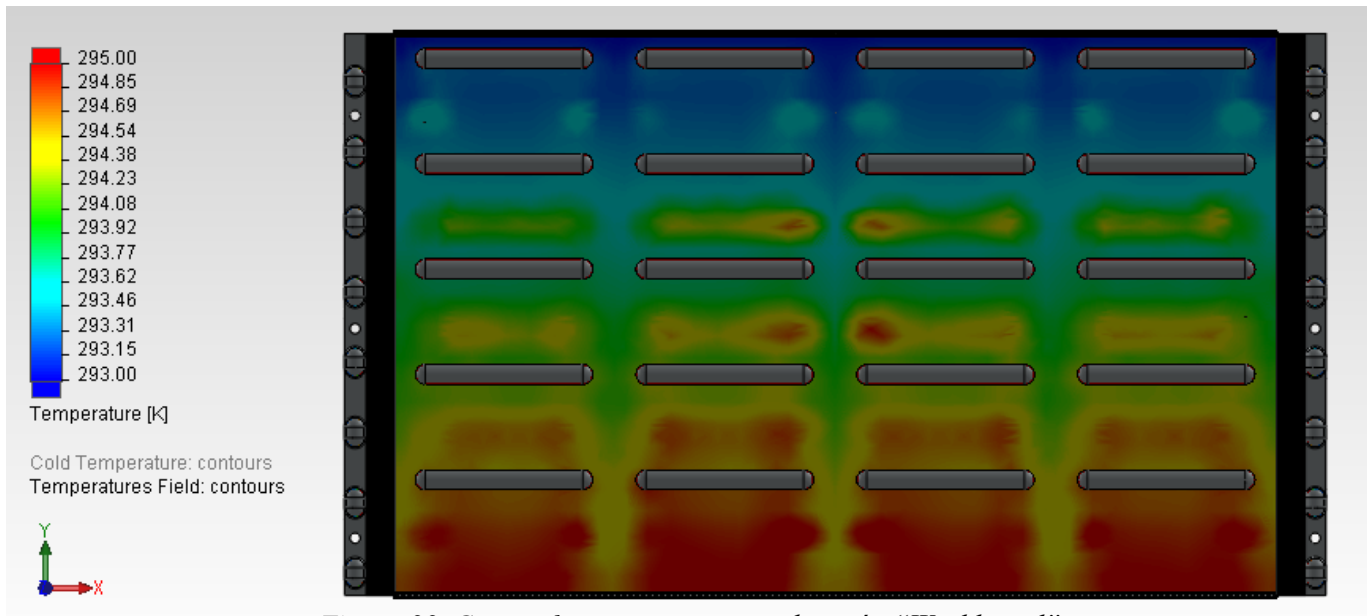 295.00
294.85
294.69
294.54
294.38
294.23
294.08
293.92
293.77
293.62
293.46
293.31
293.15
293.00
Temperature [K]
Cold Temperature: contours
Temperatures Field: contours
Y
X